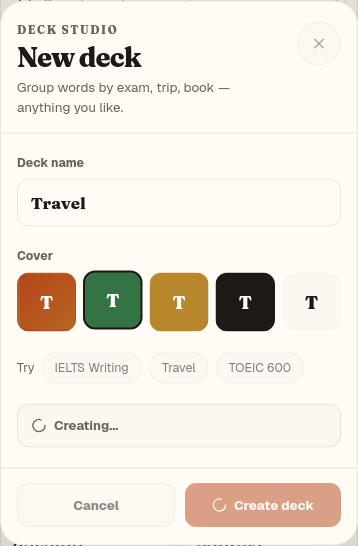 DECK STUDIO
New deck
Group words by exam, trip, book —
anything you like.
Deck name
Travel
Cover
T T T T T
Try IELTS Writing Travel TOEIC 600
Creating...
Cancel Create deck